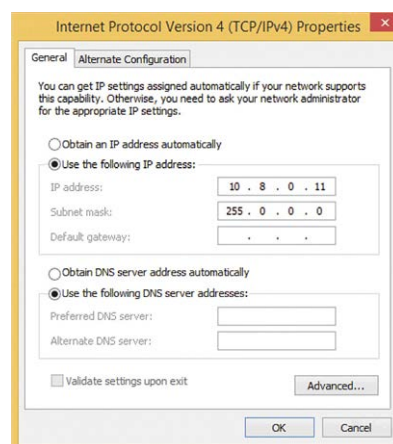 Internet Protocol Version 4 (TCP/IPv4) Properties
General
Alternate Configuration
You can get IP settings assigned automatically if your network supports
this capability. Otherwise, you need to ask your network administrator
for the appropriate IP settings.
Obtain an IP address automatically
Use the following IP address:
IP address: 10 . 8 . 0 . 11
Subnet mask: 255 . 0 . 0 . 0
Default gateway: . . .
Obtain DNS server address automatically
Use the following DNS server addresses:
Preferred DNS server:
Alternate DNS server:
Validate settings upon exit
Advanced...
OK
Cancel